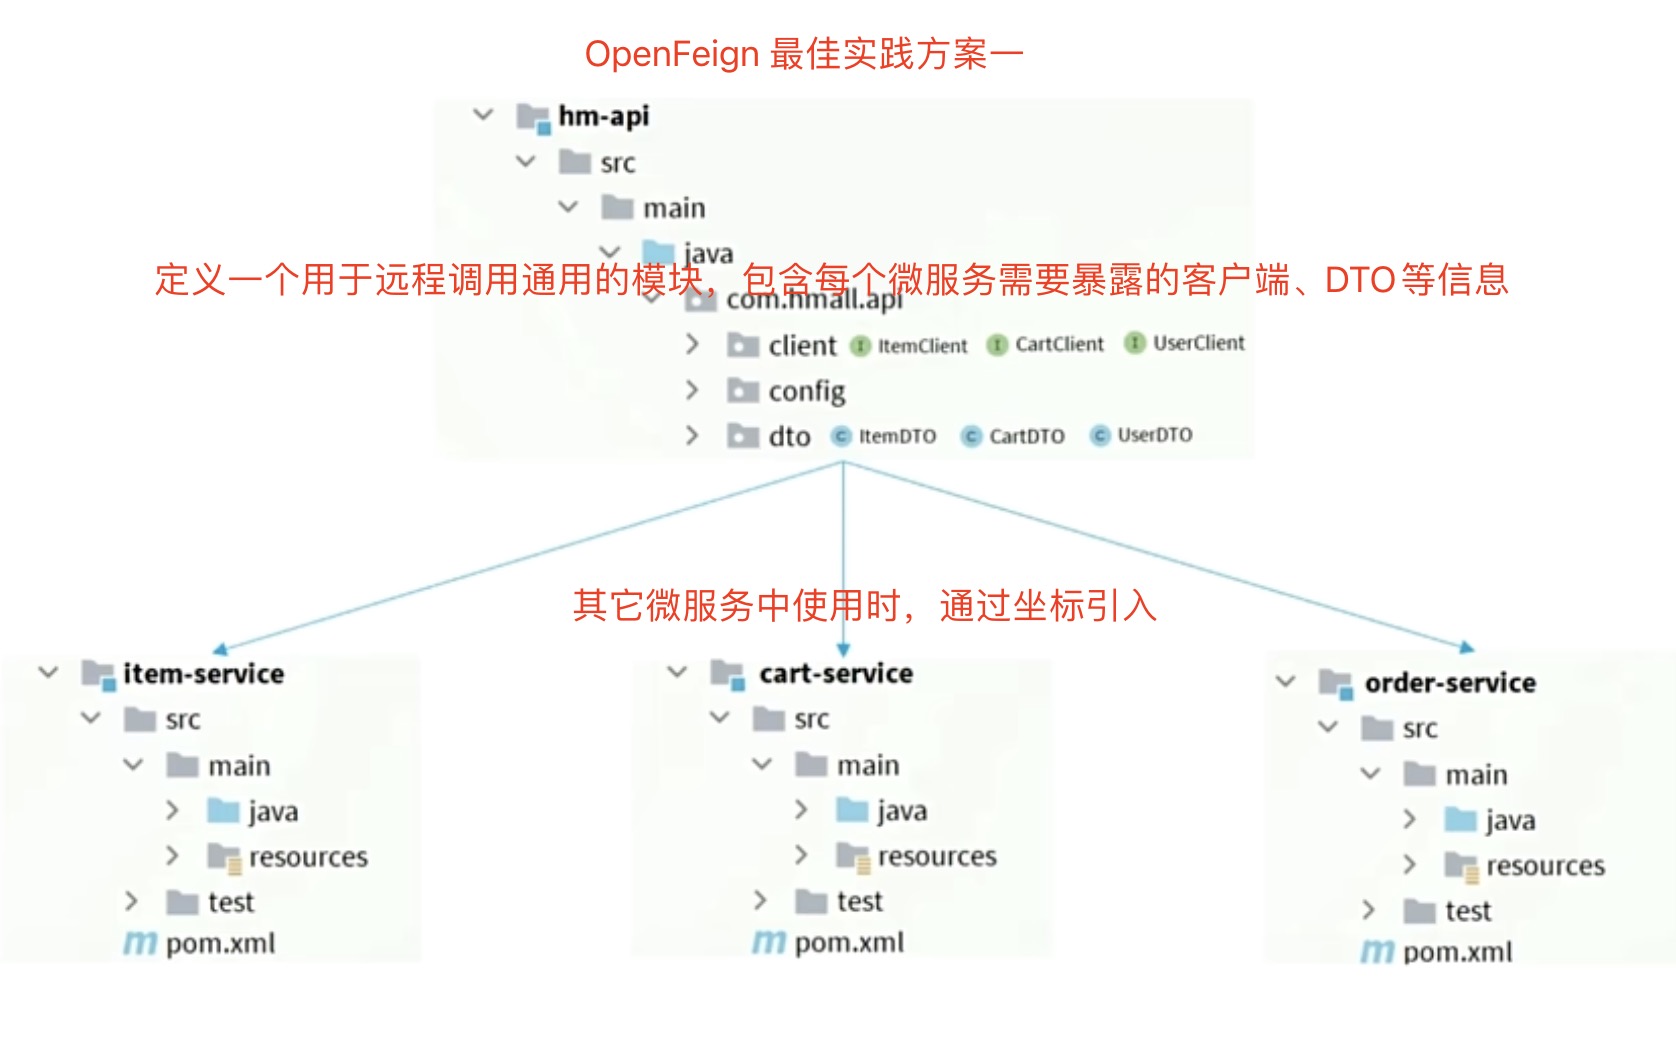 OpenFeign 最佳实践方案一
hm-api
src
main
java
定义一个用于远程调用通用的模块，包含每个微服务需要暴露的客户端、DTO等信息
com.hmall.api
client ItemClient CartClient UserClient
config
dto ItemDTO CartDTO UserDTO
其它微服务中使用时，通过坐标引入
item-service
src
main
java
resources
test
pom.xml
cart-service
src
main
java
resources
test
pom.xml
order-service
src
main
java
resources
test
pom.xml